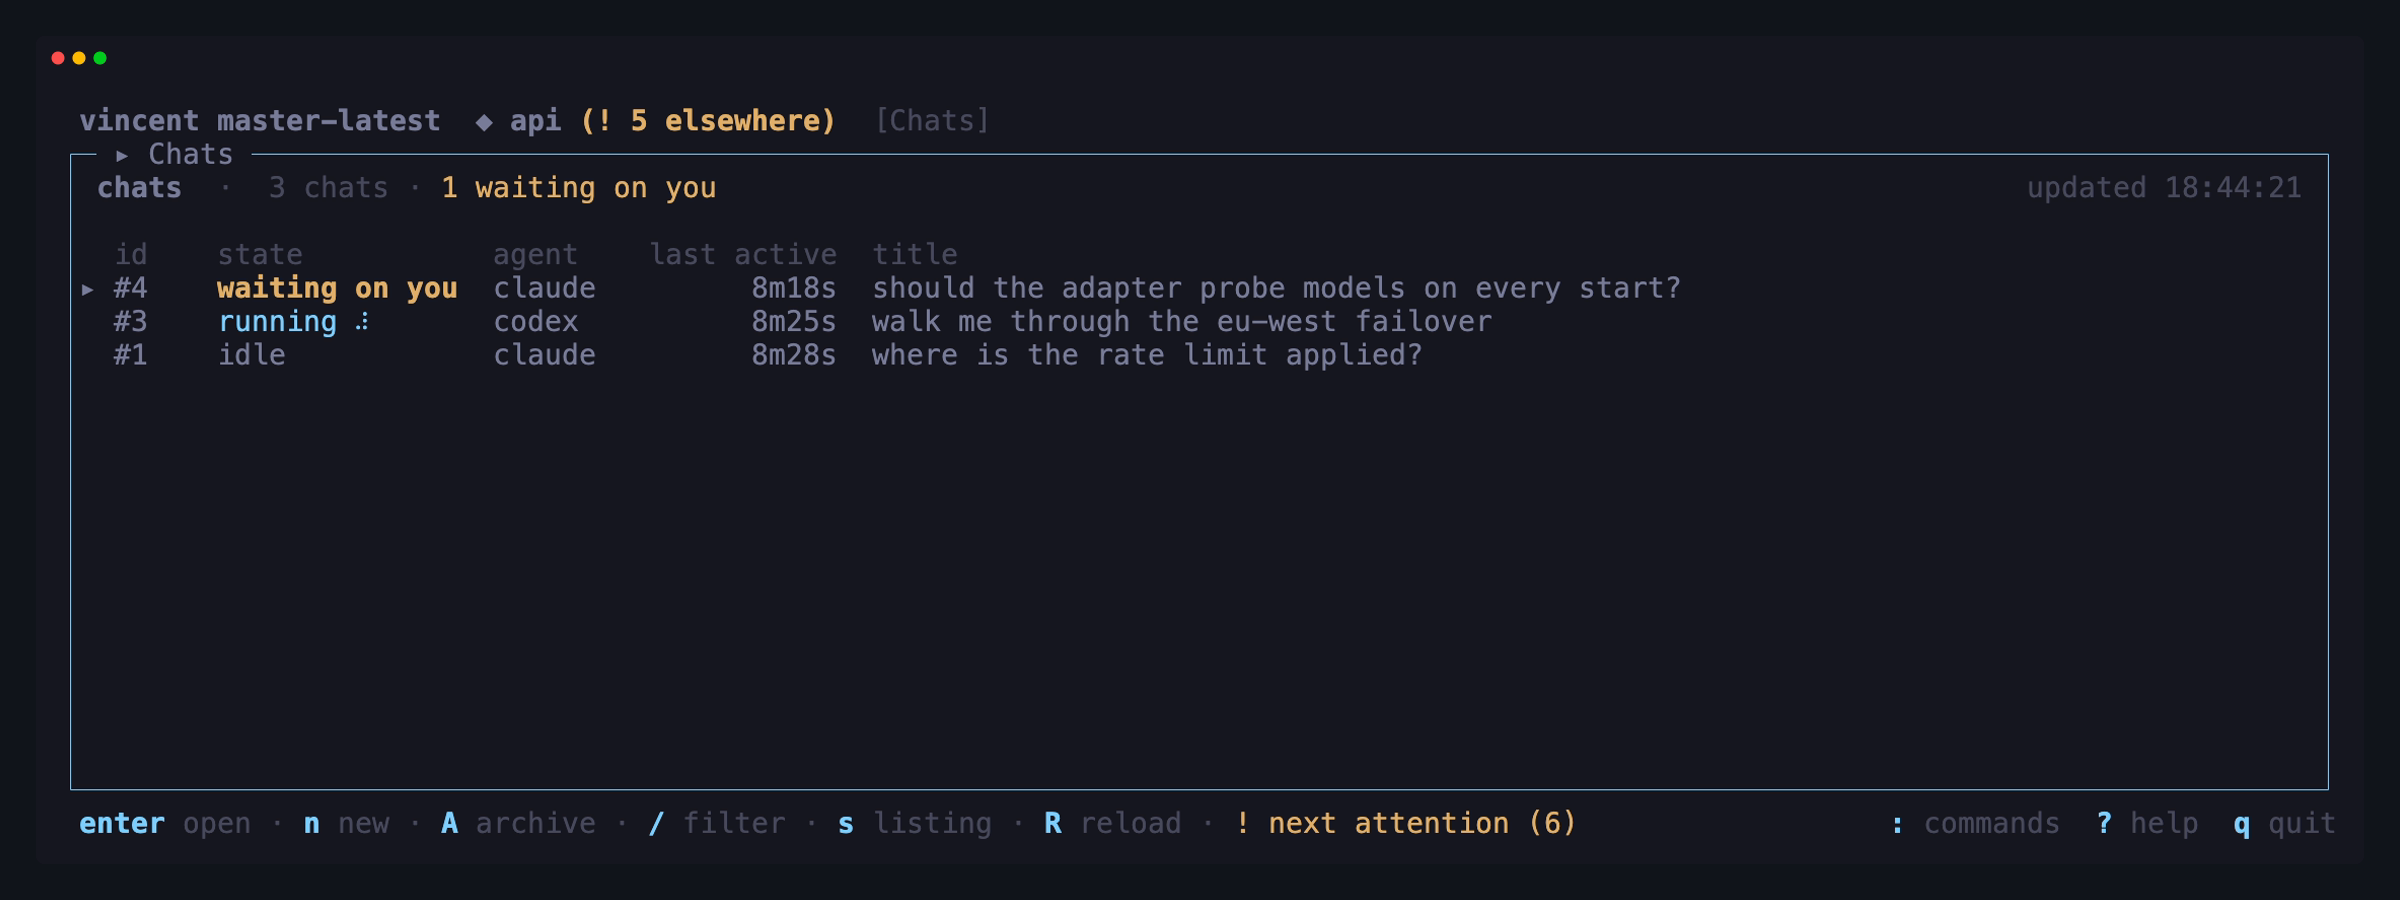 vincent master-latest ◆ api (! 5 elsewhere) [Chats]
▸ Chats
chats · 3 chats · 1 waiting on you updated 18:44:21
id state agent last active title
▸ #4 waiting on you claude 8m18s should the adapter probe models on every start?
#3 running ⠼ codex 8m25s walk me through the eu-west failover
#1 idle claude 8m28s where is the rate limit applied?
enter open · n new · A archive · / filter · s listing · R reload · ! next attention (6) : commands ? help q quit